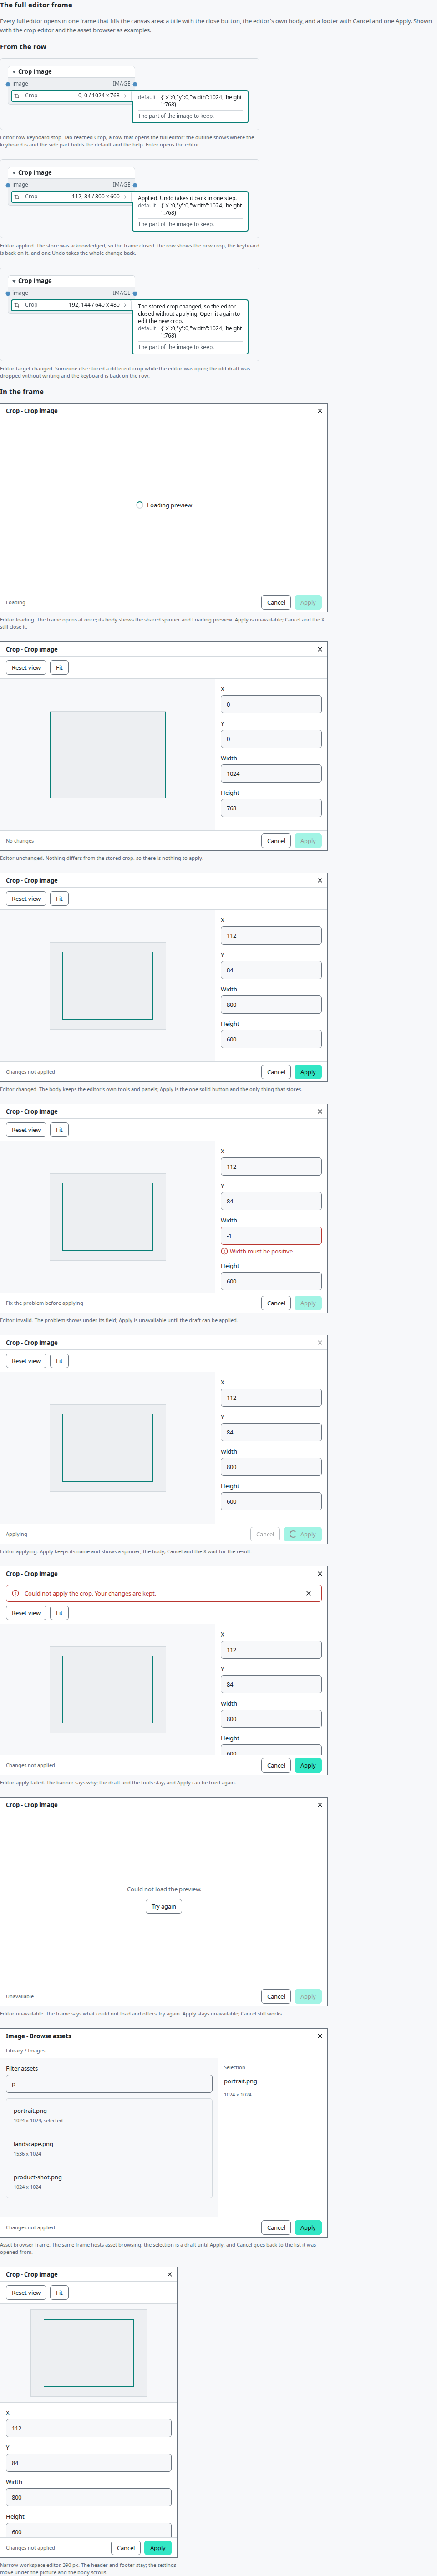 The full editor frame
Every full editor opens in one frame that fills the canvas area: a title with the close button, the editor's own body, and a footer with Cancel and one Apply. Shown
with the crop editor and the asset browser as examples.
From the row
Crop image
image IMAGE
Crop 0, 0 / 1024 x 768
default {"x":0,"y":0,"width":1024,"height
":768}
The part of the image to keep.
Editor row keyboard stop. Tab reached Crop, a row that opens the full editor: the outline shows where the
keyboard is and the side part holds the default and the help. Enter opens the editor.
Crop image
image IMAGE
Crop 112, 84 / 800 x 600
Applied. Undo takes it back in one step.
default {"x":0,"y":0,"width":1024,"height
":768}
The part of the image to keep.
Editor applied. The store was acknowledged, so the frame closed: the row shows the new crop, the keyboard
is back on it, and one Undo takes the whole change back.
Crop image
image IMAGE
Crop 192, 144 / 640 x 480
The stored crop changed, so the editor
closed without applying. Open it again to
edit the new crop.
default {"x":0,"y":0,"width":1024,"height
":768}
The part of the image to keep.
Editor target changed. Someone else stored a different crop while the editor was open; the old draft was
dropped without writing and the keyboard is back on the row.
In the frame
Crop - Crop image
Loading preview
Loading Cancel Apply
Editor loading. The frame opens at once; its body shows the shared spinner and Loading preview. Apply is unavailable; Cancel and the X
still close it.
Crop - Crop image
Reset view Fit
X
0
Y
0
Width
1024
Height
768
No changes Cancel Apply
Editor unchanged. Nothing differs from the stored crop, so there is nothing to apply.
Crop - Crop image
Reset view Fit
X
112
Y
84
Width
800
Height
600
Changes not applied Cancel Apply
Editor changed. The body keeps the editor's own tools and panels; Apply is the one solid button and the only thing that stores.
Crop - Crop image
Reset view Fit
X
112
Y
84
Width
-1
Width must be positive.
Height
600
Fix the problem before applying Cancel Apply
Editor invalid. The problem shows under its field; Apply is unavailable until the draft can be applied.
Crop - Crop image
Reset view Fit
X
112
Y
84
Width
800
Height
600
Applying Cancel Apply
Editor applying. Apply keeps its name and shows a spinner; the body, Cancel and the X wait for the result.
Crop - Crop image
Could not apply the crop. Your changes are kept.
Reset view Fit
X
112
Y
84
Width
800
Height
600
Changes not applied Cancel Apply
Editor apply failed. The banner says why; the draft and the tools stay, and Apply can be tried again.
Crop - Crop image
Could not load the preview.
Try again
Unavailable Cancel Apply
Editor unavailable. The frame says what could not load and offers Try again. Apply stays unavailable; Cancel still works.
Image - Browse assets
Library / Images
Filter assets
p
portrait.png
1024 x 1024, selected
landscape.png
1536 x 1024
product-shot.png
1024 x 1024
Selection
portrait.png
1024 x 1024
Changes not applied Cancel Apply
Asset browser frame. The same frame hosts asset browsing: the selection is a draft until Apply, and Cancel goes back to the list it was
opened from.
Crop - Crop image
Reset view Fit
X
112
Y
84
Width
800
Height
600
Changes not applied Cancel Apply
Narrow workspace editor, 390 px. The header and footer stay; the settings
move under the picture and the body scrolls.